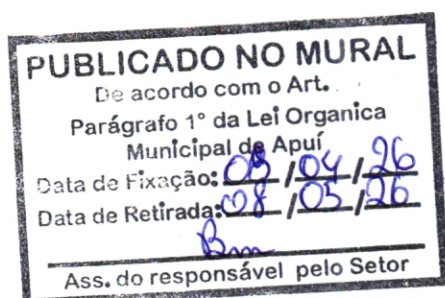 PUBLICADO NO MURAL
De acordo com o Art.
Parágrafo 1º da Lei Organica
Municipal de Apuí
Data de Fixação: 08/04/26
Data de Retirada: 08/05/26
Ass. do responsável pelo Setor